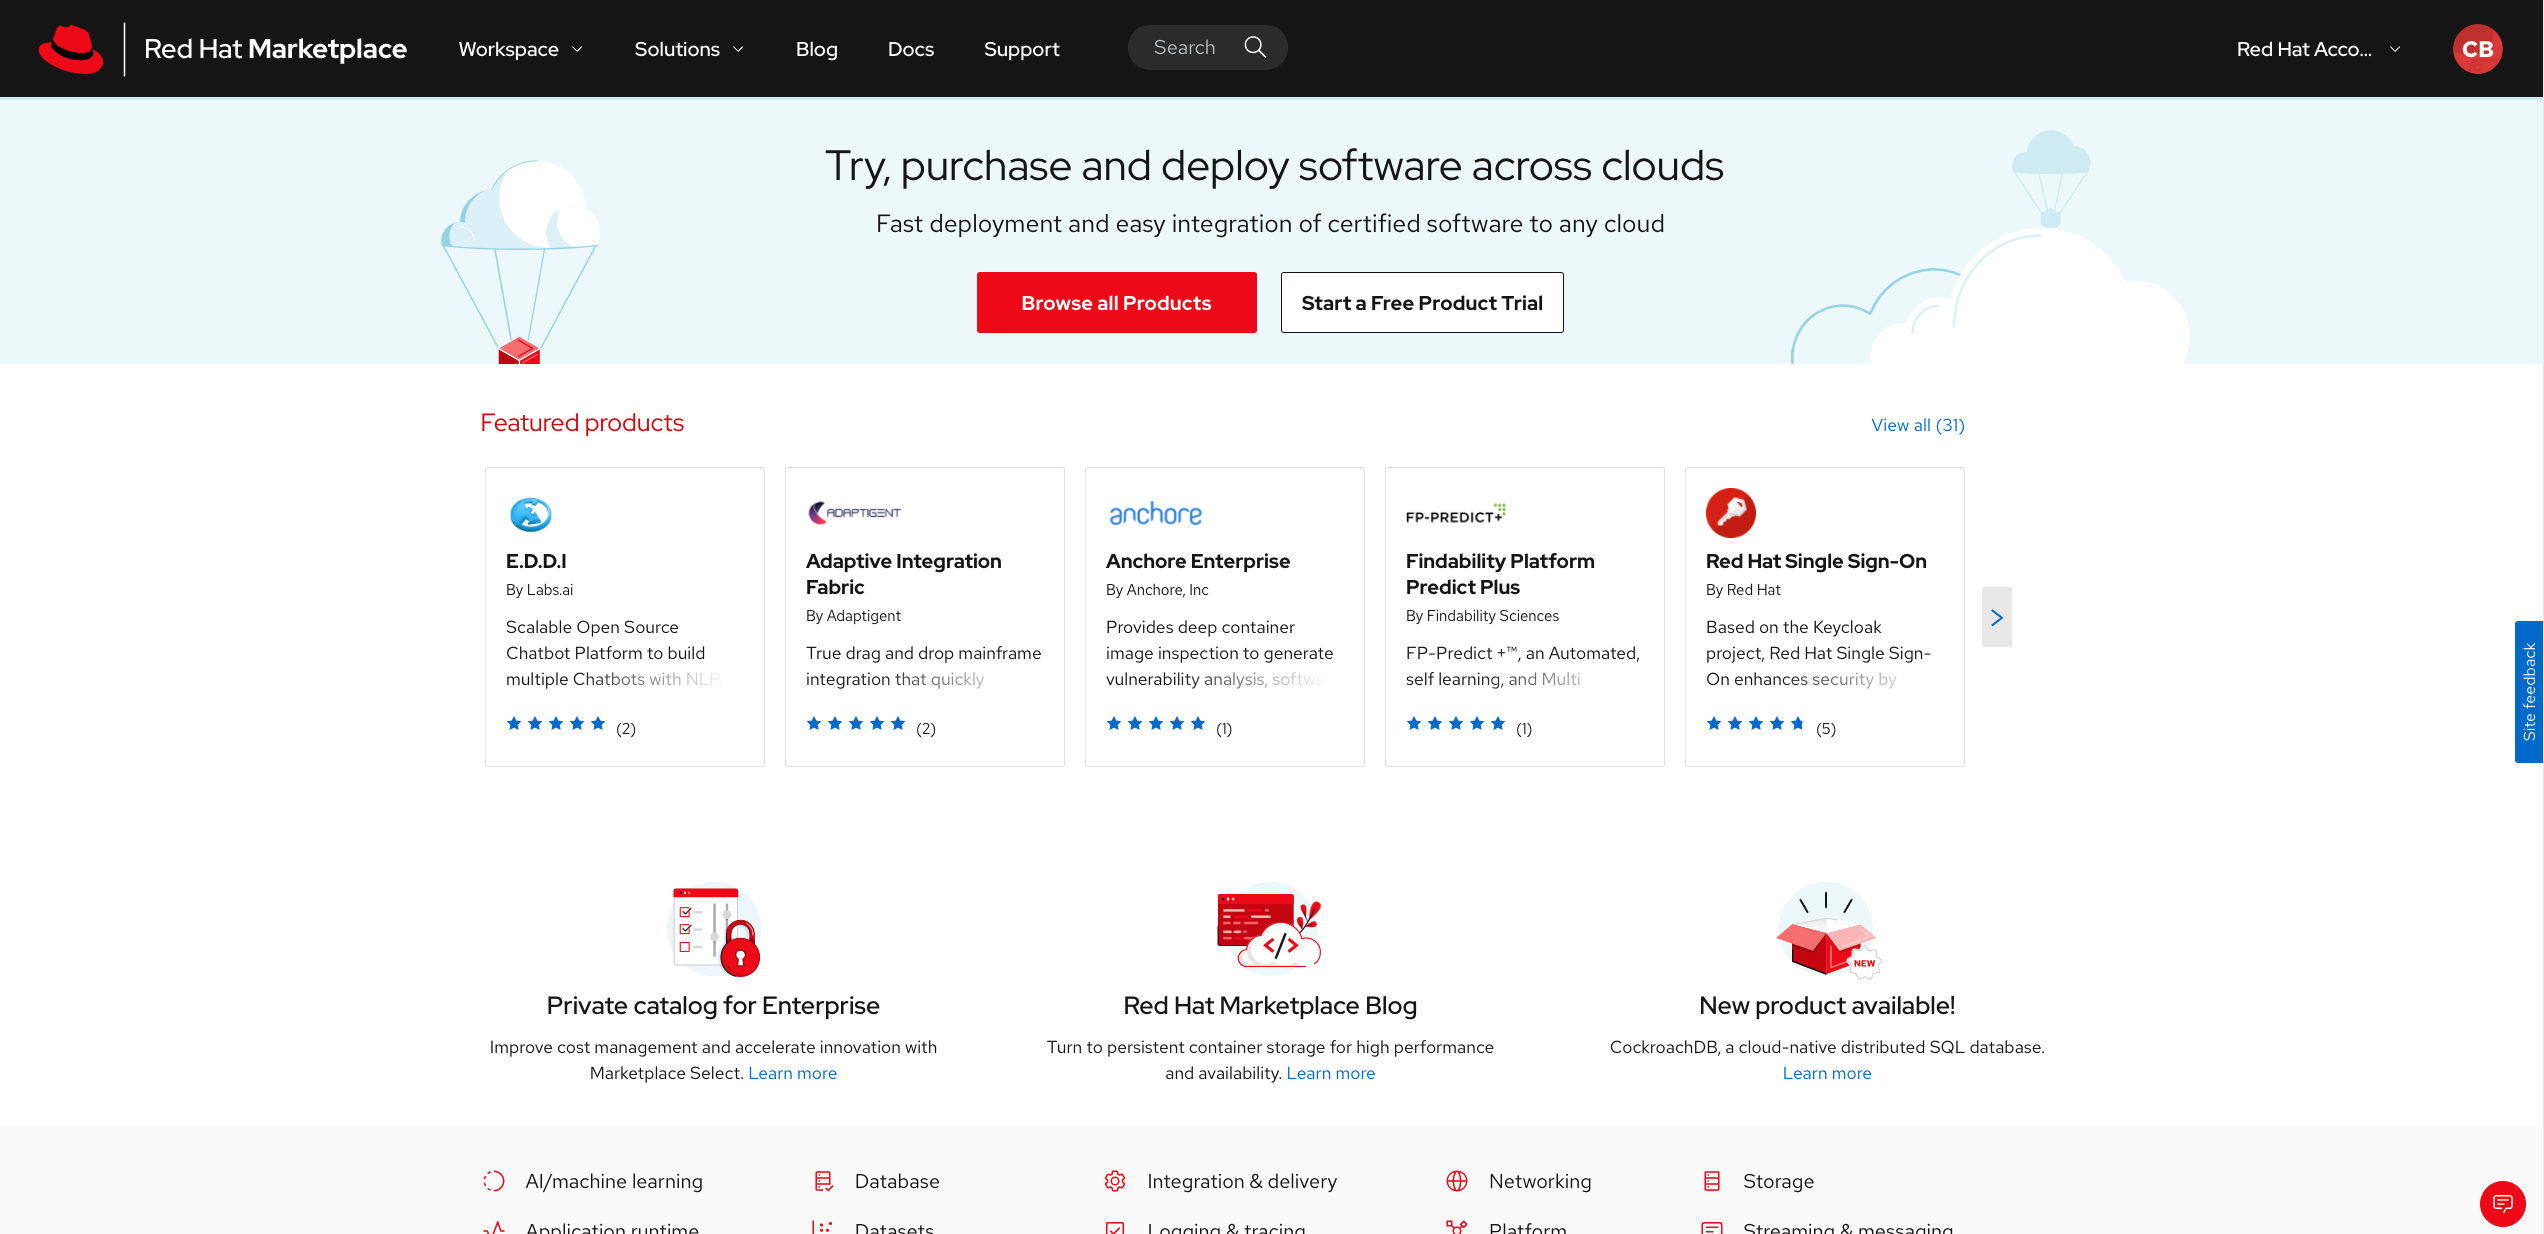 Red Hat Marketplace
Workspace
Solutions
Blog
Docs
Support
Search
Red Hat Acco...
CB
Try, purchase and deploy software across clouds
Fast deployment and easy integration of certified software to any cloud
Browse all Products
Start a Free Product Trial
Featured products
View all (31)
E.D.D.I
By Labs.ai
Scalable Open Source
Chatbot Platform to build
multiple Chatbots with NLP,
(2)
ADAPTIGENT
Adaptive Integration
Fabric
By Adaptigent
True drag and drop mainframe
integration that quickly
(2)
anchore
Anchore Enterprise
By Anchore, Inc
Provides deep container
image inspection to generate
vulnerability analysis, softwa
(1)
FP-PREDICT+
Findability Platform
Predict Plus
By Findability Sciences
FP-Predict +™, an Automated,
self learning, and Multi
(1)
Red Hat Single Sign-On
By Red Hat
Based on the Keycloak
project, Red Hat Single Sign-
On enhances security by
(5)
Site feedback
Private catalog for Enterprise
Improve cost management and accelerate innovation with
Marketplace Select. Learn more
Red Hat Marketplace Blog
Turn to persistent container storage for high performance
and availability. Learn more
NEW
New product available!
CockroachDB, a cloud-native distributed SQL database.
Learn more
AI/machine learning
Database
Integration & delivery
Networking
Storage
Application runtime
Datasets
Logging & tracing
Platform
Streaming & messaging